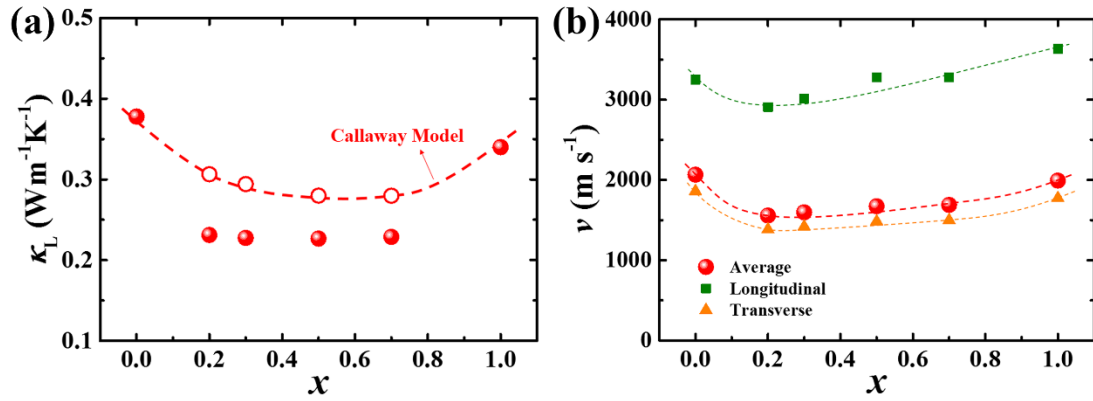 (a)
0.5
0.4
0.3
0.2
0.1
κL (Wm-1K-1)
Callaway Model
0.0 0.2 0.4 0.6 0.8 1.0
x
(b)
4000
3000
2000
1000
0
v (m s-1)
Average
Longitudinal
Transverse
0.0 0.2 0.4 0.6 0.8 1.0
x